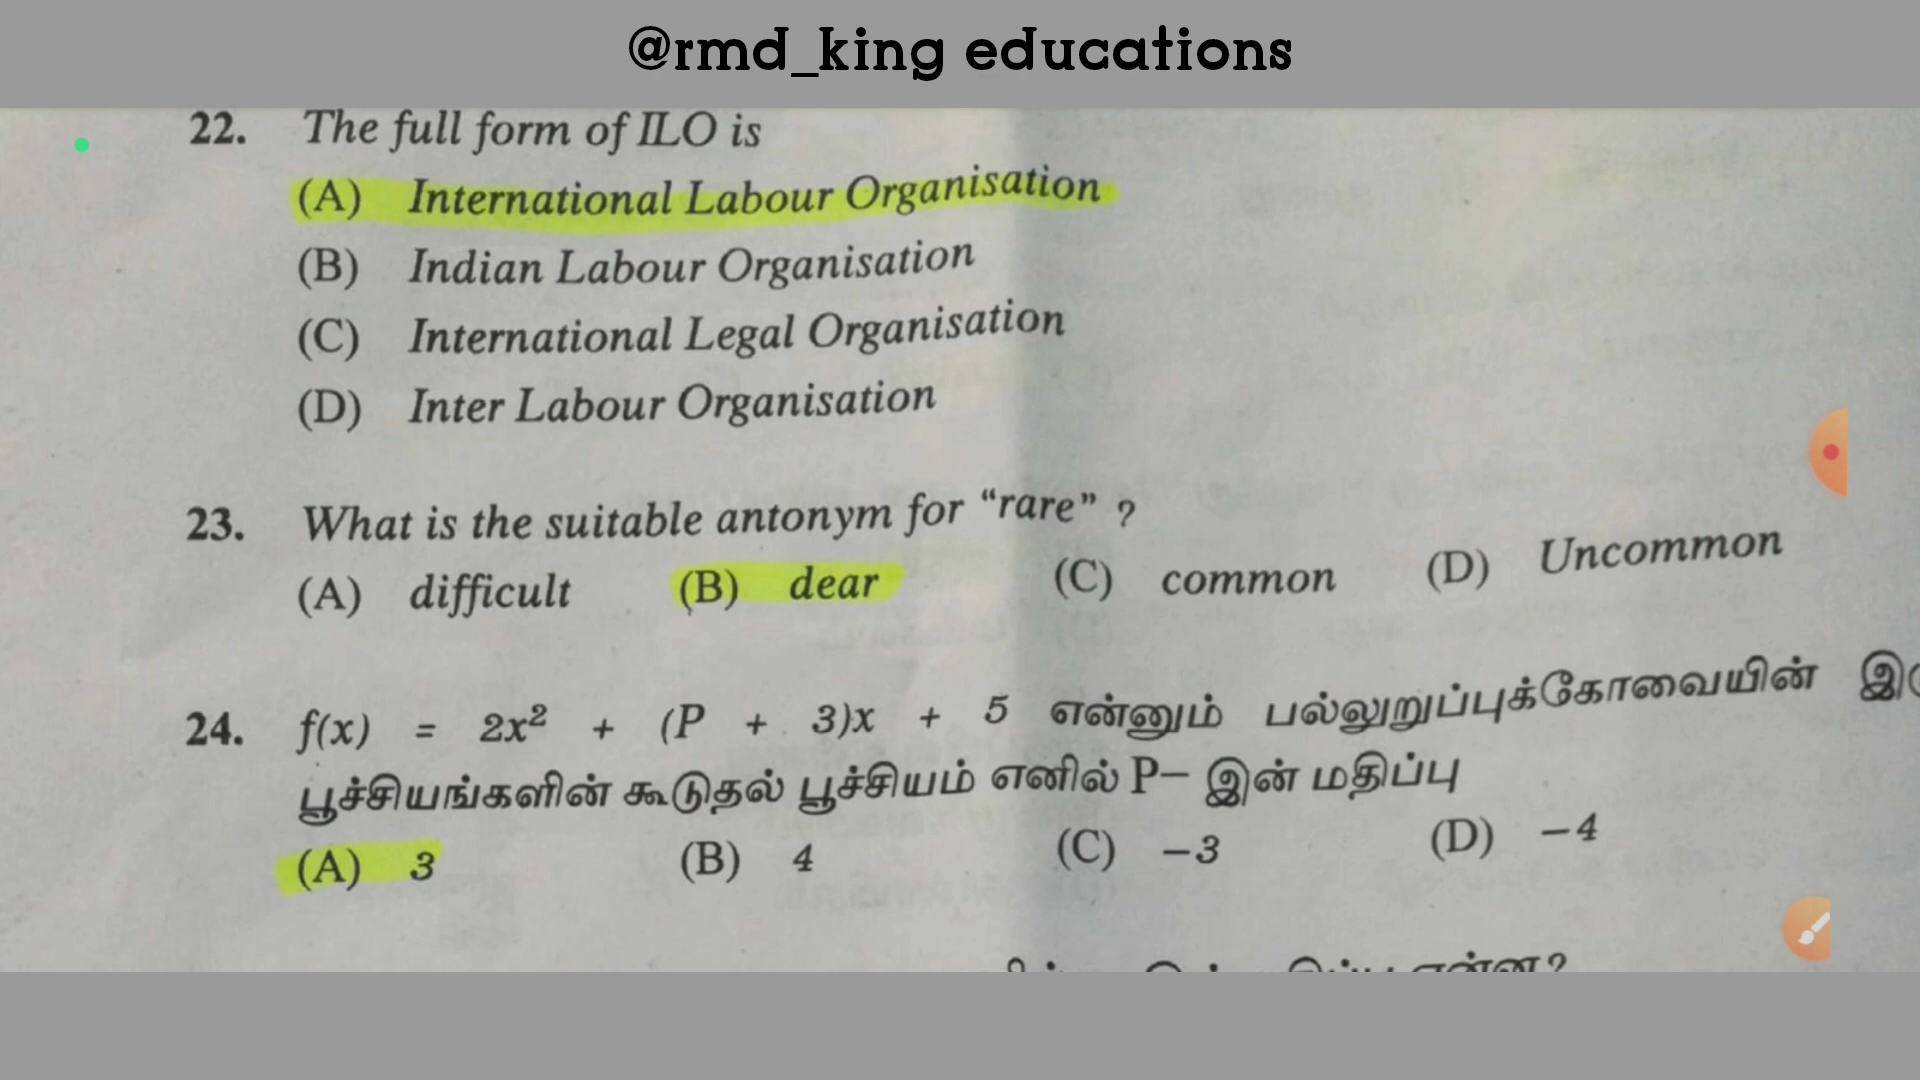 @rmd_king educations
22. The full form of ILO is
(A) International Labour Organisation
(B) Indian Labour Organisation
(C) International Legal Organisation
(D) Inter Labour Organisation
23. What is the suitable antonym for “rare” ?
(A) difficult (B) dear (C) common (D) Uncommon
24. f(x) = 2x² + (P + 3)x + 5 என்னும் பல்லுறுப்புக்கோவையின்
பூச்சியங்களின் கூடுதல் பூச்சியம் எனில் P– இன் மதிப்பு
(A) 3 (B) 4 (C) –3 (D) –4